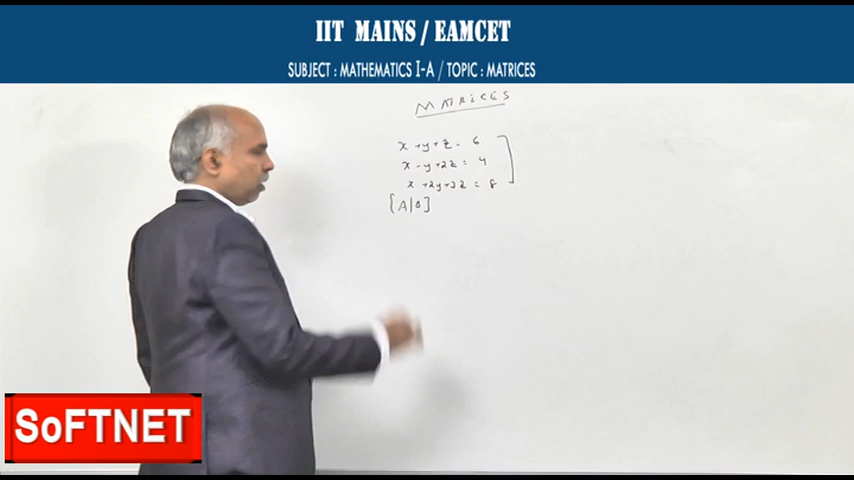 IIT MAINS / EAMCET
SUBJECT : MATHEMATICS I-A / TOPIC : MATRICES
MATRICES
x + y + z = 6
x - y + 2z = 4
x + 2y + 2z = 8
[A|B]
SoFTNET